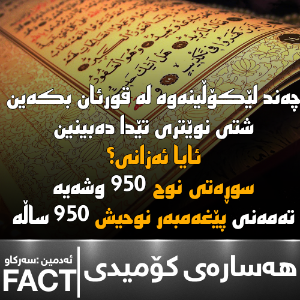 چەند لێکۆڵینەوە لە قورئان بکەین
شتی نوێتری تێدا دەبینین
ئایا ئەزانی؟
سورەتی نوح 950 وشەیە
تەمەنی پێغەمبەر نوحیش 950 ساڵە
ئەدمین :سەرکاو
FACT
هەسارەی کۆمیدی